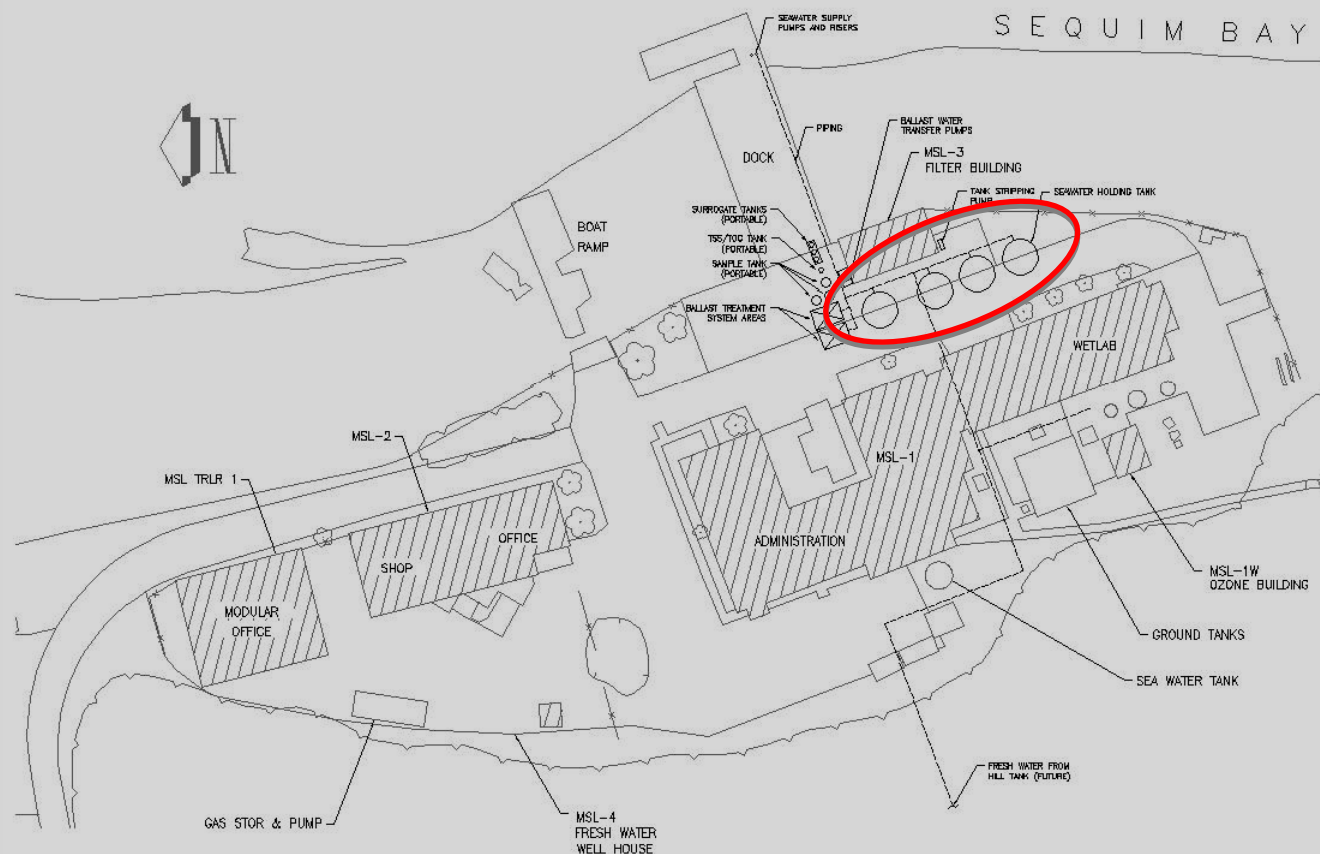 SEQUIM BAY
SEAWATER SUPPLY
PUMPS AND RISERS
N
PIPING
BALLAST WATER
TRANSFER PUMPS
DOCK
MSL-3
FILTER BUILDING
TANK STRIPPING
PUMP
SEAWATER HOLDING TANK
SURROGATE TANKS
(PORTABLE)
BOAT
RAMP
TSS/TOC TANK
(PORTABLE)
SAMPLE TANK
(PORTABLE)
BALLAST TREATMENT
SYSTEM AREAS
WETLAB
MSL-2
MSL-1
MSL TRLR 1
OFFICE
ADMINISTRATION
SHOP
MSL-1W
OZONE BUILDING
MODULAR
OFFICE
GROUND TANKS
SEA WATER TANK
FRESH WATER FROM
HILL TANK (FUTURE)
GAS STOR & PUMP
MSL-4
FRESH WATER
WELL HOUSE